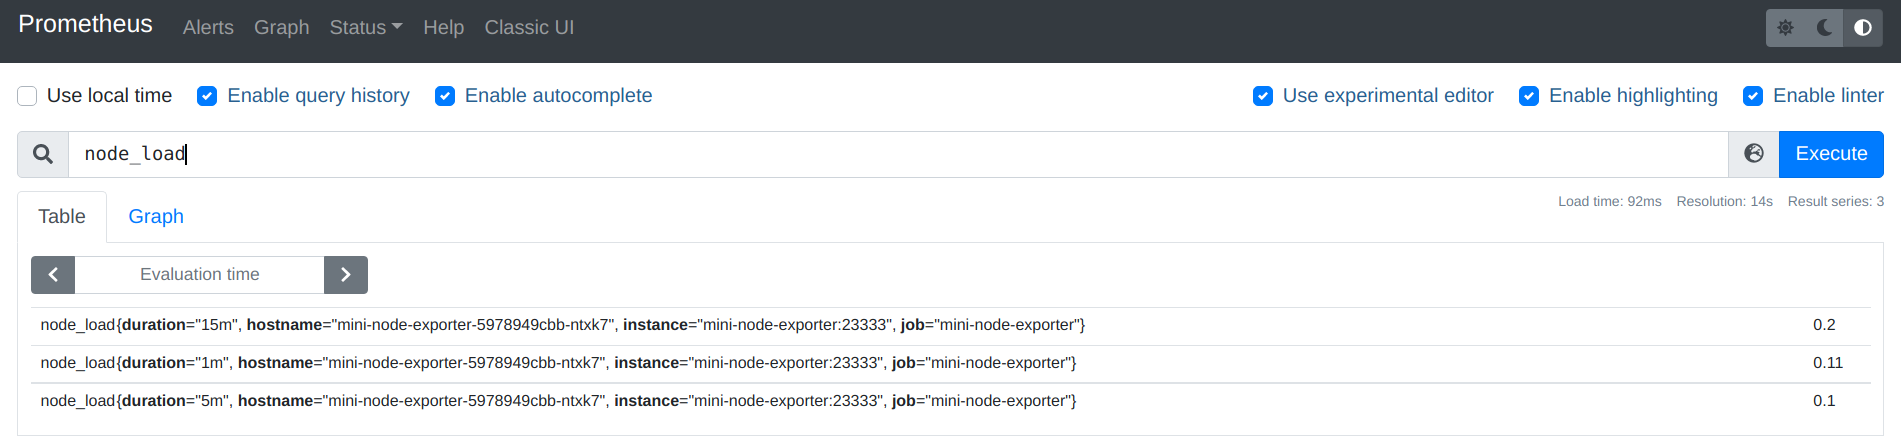 Prometheus Alerts Graph Status Help Classic UI
Use local time Enable query history Enable autocomplete Use experimental editor Enable highlighting Enable linter
node_load Execute
Load time: 92ms Resolution: 14s Result series: 3
Table Graph
Evaluation time
node_load{duration="15m", hostname="mini-node-exporter-5978949cbb-ntxk7", instance="mini-node-exporter:23333", job="mini-node-exporter"} 0.2
node_load{duration="1m", hostname="mini-node-exporter-5978949cbb-ntxk7", instance="mini-node-exporter:23333", job="mini-node-exporter"} 0.11
node_load{duration="5m", hostname="mini-node-exporter-5978949cbb-ntxk7", instance="mini-node-exporter:23333", job="mini-node-exporter"} 0.1